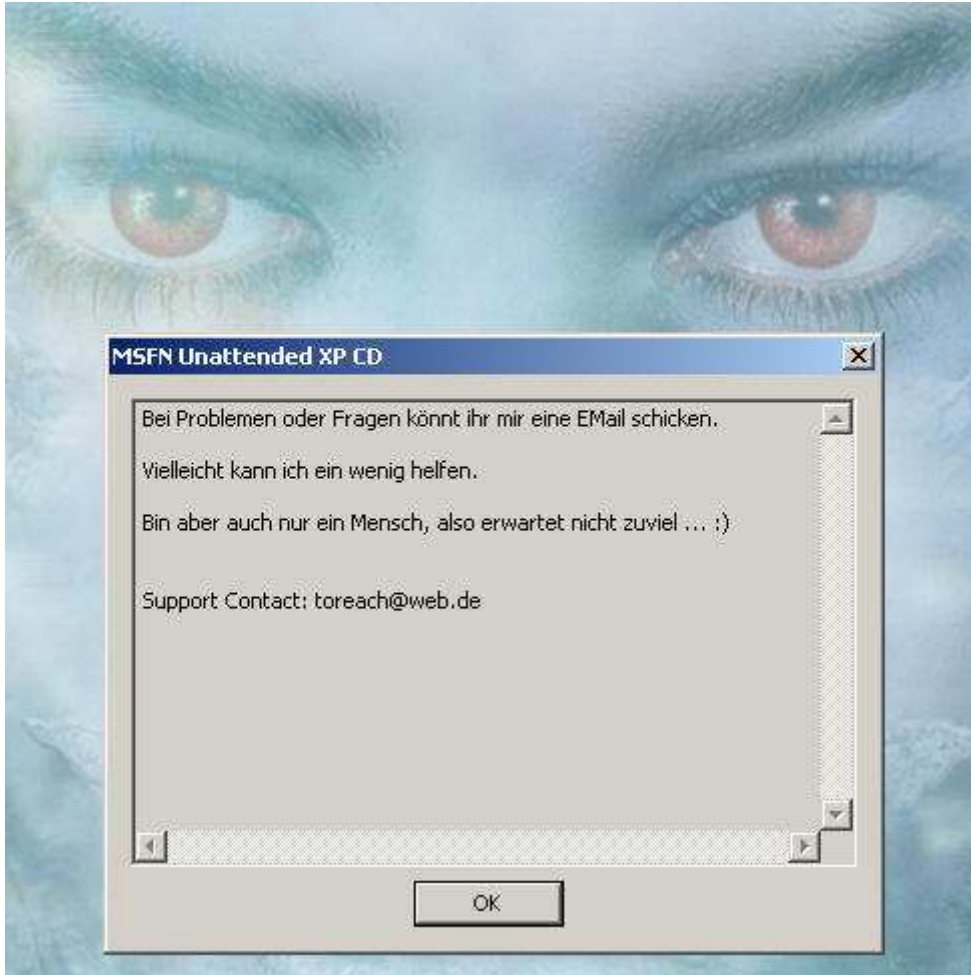 MSFN Unattended XP CD
Bei Problemen oder Fragen könnt ihr mir eine EMail schicken.
Vielleicht kann ich ein wenig helfen.
Bin aber auch nur ein Mensch, also erwartet nicht zuviel ... :)
Support Contact: toreach@web.de
OK